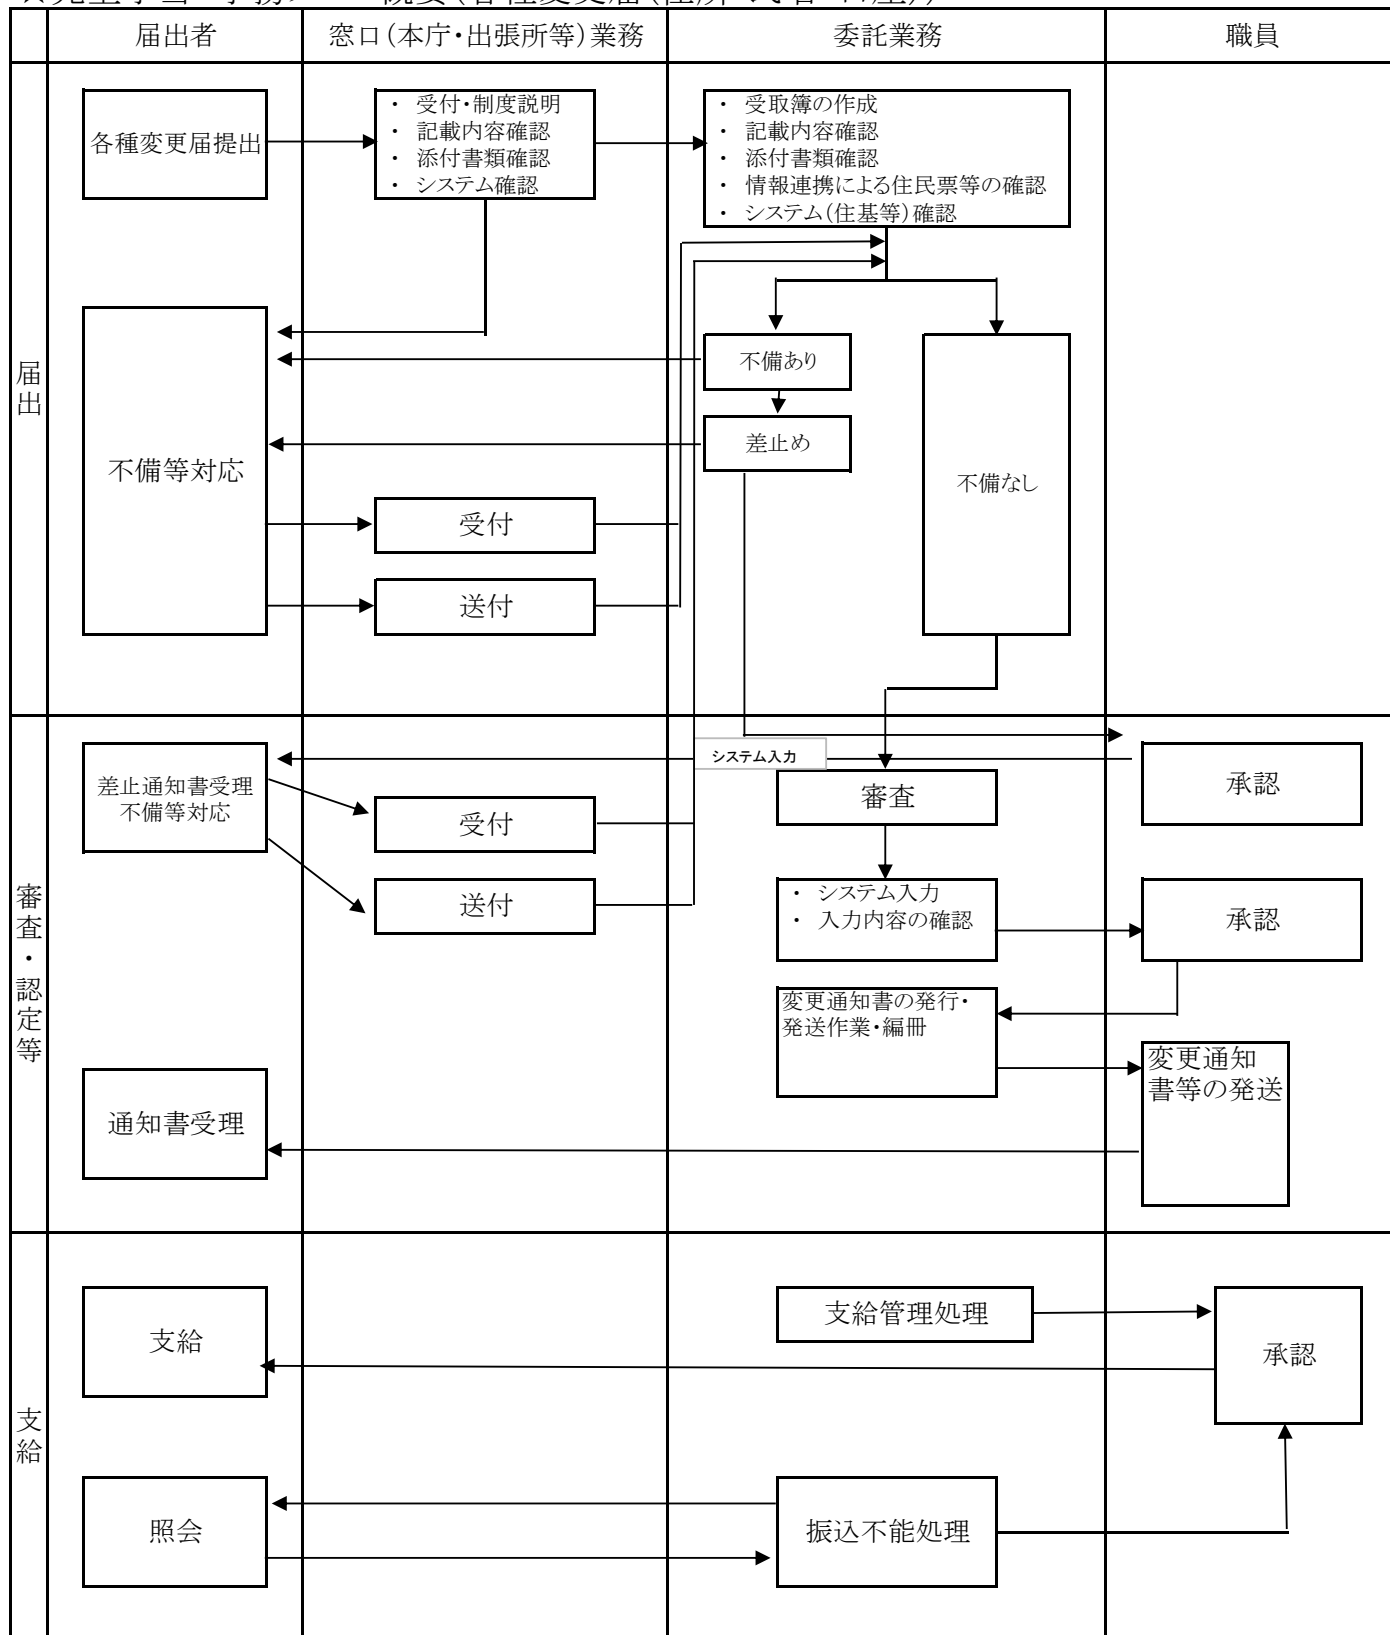 届出者
窓口(本庁・出張所等)業務
委託業務
職員
届出
各種変更届提出
・ 受付・制度説明
・ 記載内容確認
・ 添付書類確認
・ システム確認
・ 受取簿の作成
・ 記載内容確認
・ 添付書類確認
・ 情報連携による住民票等の確認
・ システム(住基等)確認
不備等対応
不備あり
差止め
不備なし
受付
送付
審査・認定等
システム入力
差止通知書受理
不備等対応
受付
送付
審査
承認
・ システム入力
・ 入力内容の確認
承認
変更通知書の発行・
発送作業・編冊
変更通知
書等の発送
通知書受理
支給
支給
支給管理処理
承認
照会
振込不能処理